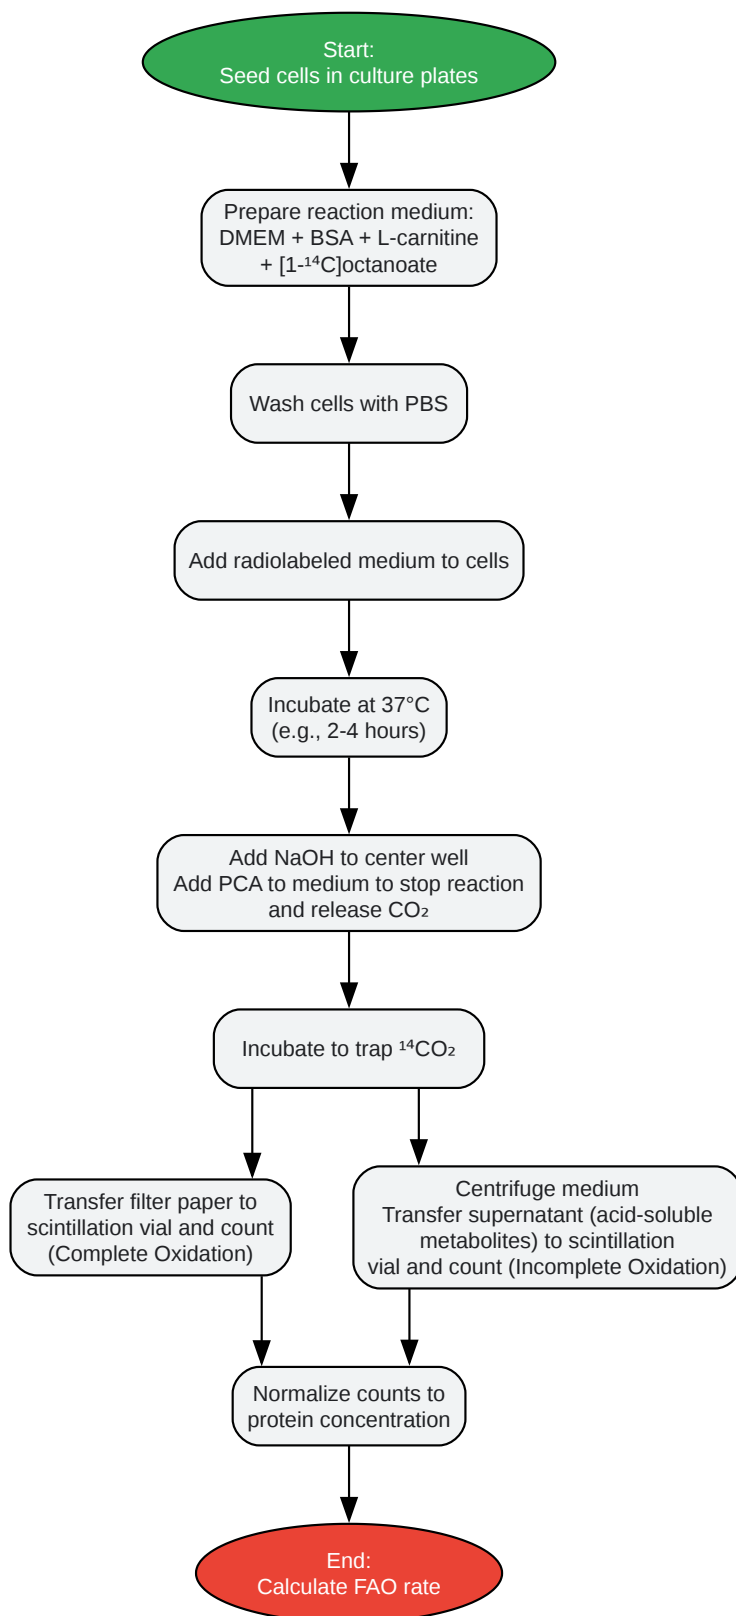 Start:
Seed cells in culture plates
Prepare reaction medium:
DMEM + BSA + L-carnitine
+ [1-¹⁴C]octanoate
Wash cells with PBS
Add radiolabeled medium to cells
Incubate at 37°C
(e.g., 2-4 hours)
Add NaOH to center well
Add PCA to medium to stop reaction
and release CO₂
Incubate to trap ¹⁴CO₂
Transfer filter paper to
scintillation vial and count
(Complete Oxidation)
Centrifuge medium
Transfer supernatant (acid-soluble
metabolites) to scintillation
vial and count (Incomplete Oxidation)
Normalize counts to
protein concentration
End:
Calculate FAO rate